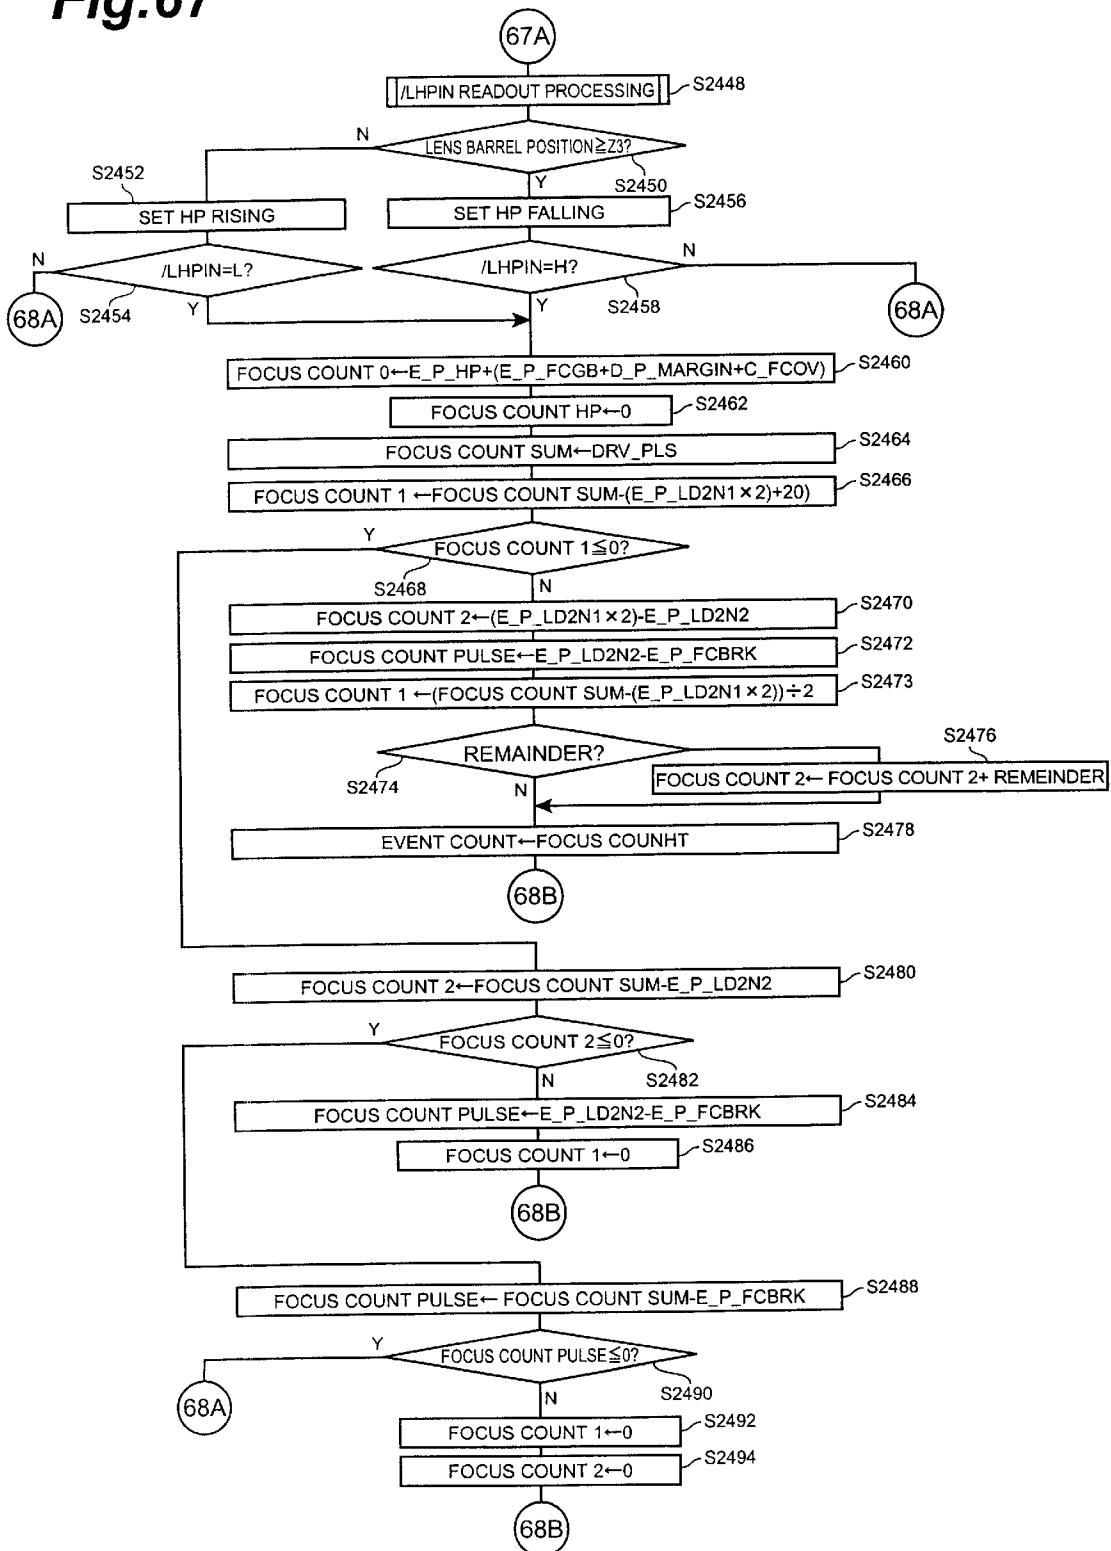 Fig.67
67A
/LHPIN READOUT PROCESSING
S2448
N
LENS BARREL POSITION≧Z3?
S2450
S2452
Y
SET HP RISING
SET HP FALLING
S2456
N
/LHPIN=L?
/LHPIN=H?
N
68A
S2454
Y
Y
S2458
68A
FOCUS COUNT 0←E_P_HP+(E_P_FCGB+D_P_MARGIN+C_FCOV)
S2460
FOCUS COUNT HP←0
S2462
FOCUS COUNT SUM←DRV_PLS
S2464
FOCUS COUNT 1 ←FOCUS COUNT SUM-(E_P_LD2N1×2)+20)
S2466
Y
FOCUS COUNT 1≦0?
S2468
N
FOCUS COUNT 2←(E_P_LD2N1×2)-E_P_LD2N2
S2470
FOCUS COUNT PULSE←E_P_LD2N2-E_P_FCBRK
S2472
FOCUS COUNT 1 ←(FOCUS COUNT SUM-(E_P_LD2N1×2))÷2
S2473
REMAINDER?
S2476
S2474
FOCUS COUNT 2← FOCUS COUNT 2+ REMEINDER
N
EVENT COUNT←FOCUS COUNHT
S2478
68B
FOCUS COUNT 2←FOCUS COUNT SUM-E_P_LD2N2
S2480
Y
FOCUS COUNT 2≦0?
S2482
N
FOCUS COUNT PULSE←E_P_LD2N2-E_P_FCBRK
S2484
FOCUS COUNT 1←0
S2486
68B
FOCUS COUNT PULSE← FOCUS COUNT SUM-E_P_FCBRK
S2488
Y
FOCUS COUNT PULSE≦0?
S2490
68A
N
FOCUS COUNT 1←0
S2492
FOCUS COUNT 2←0
S2494
68B